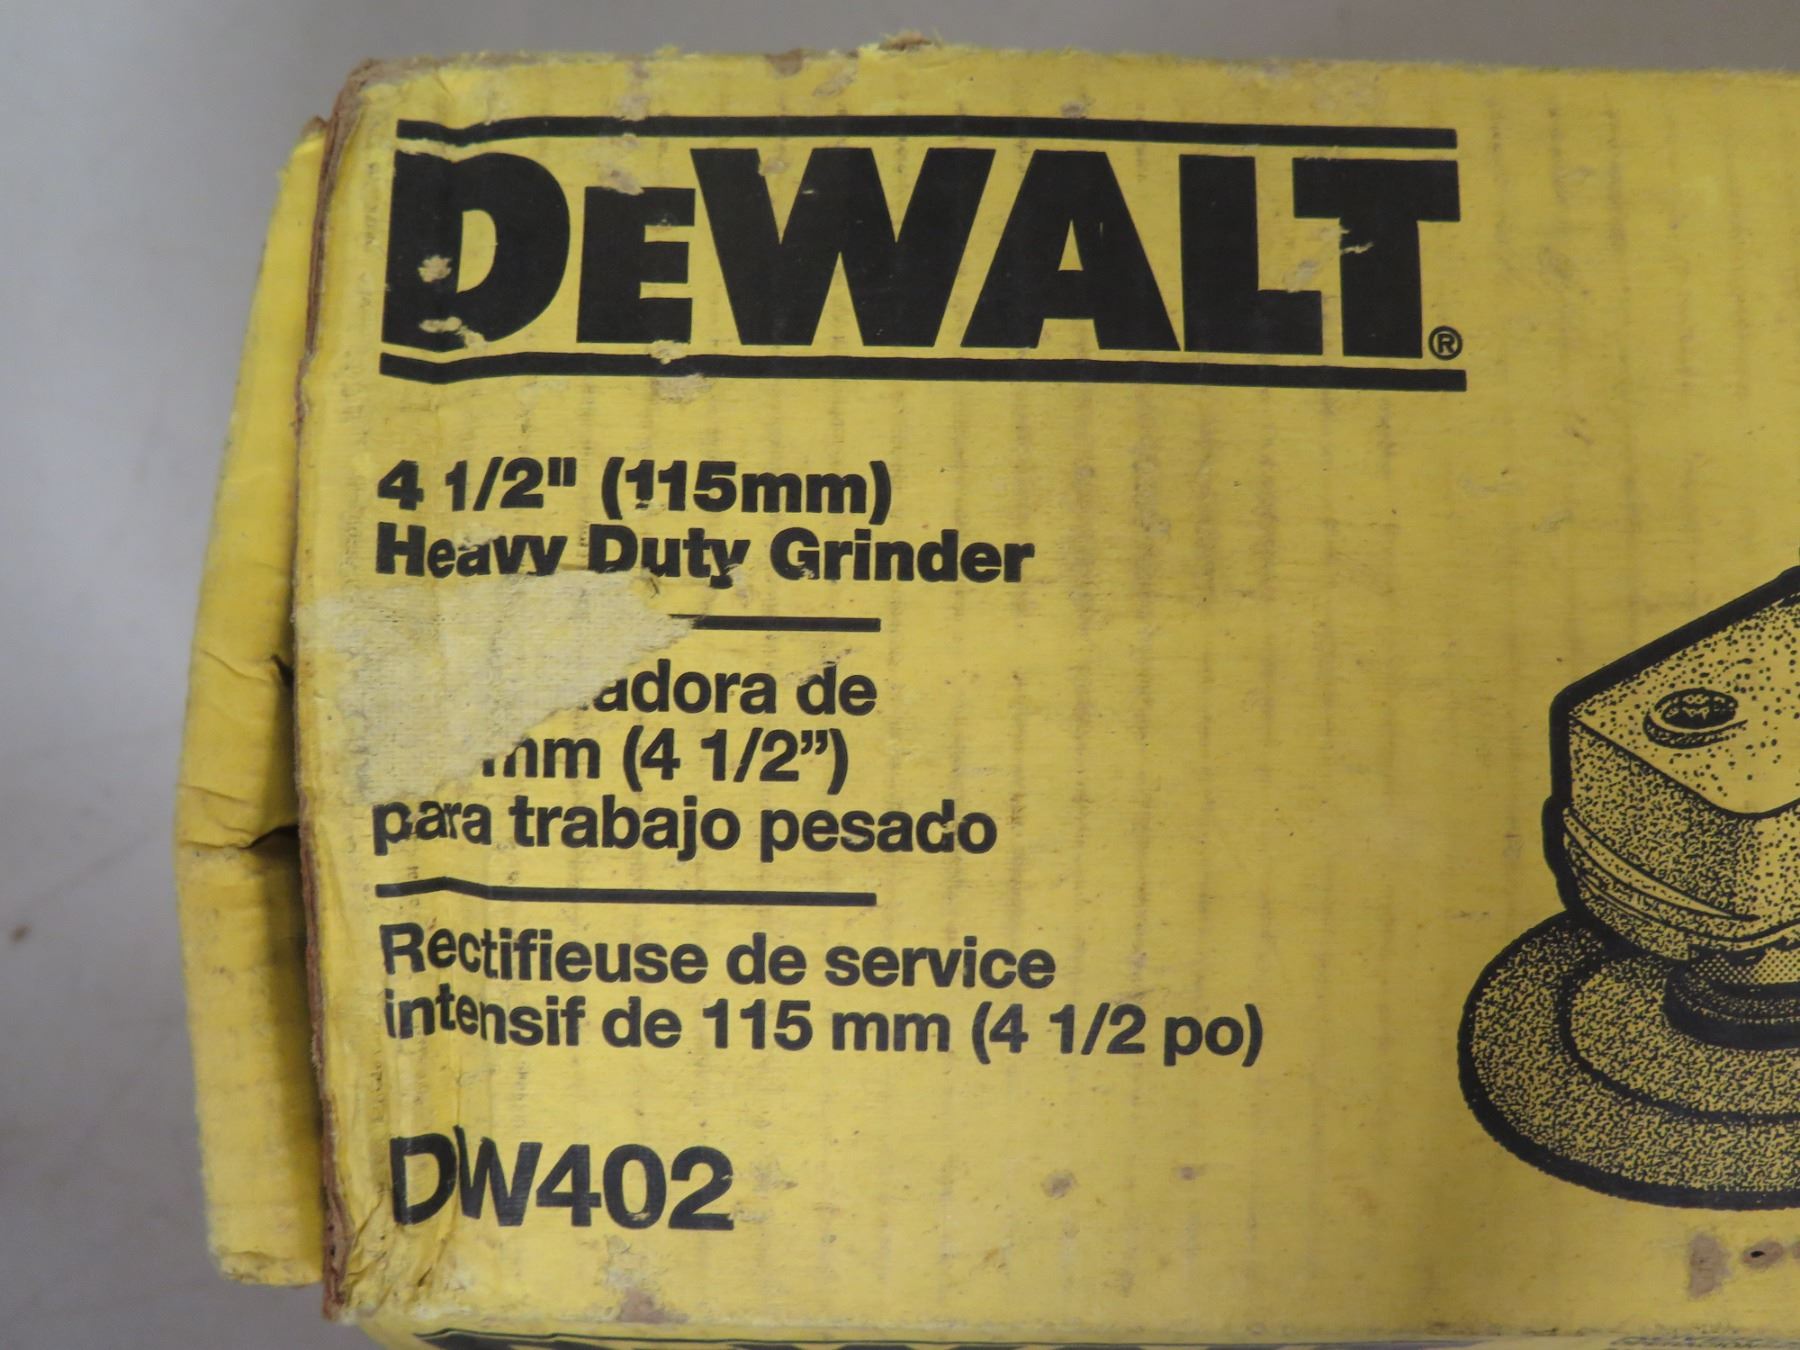 DEWALT®
4 1/2" (115mm)
Heavy Duty Grinder
de
mm (4 1/2”)
para trabajo pesado
Rectifieuse de service
intensif de 115 mm (4 1/2 po)
DW402